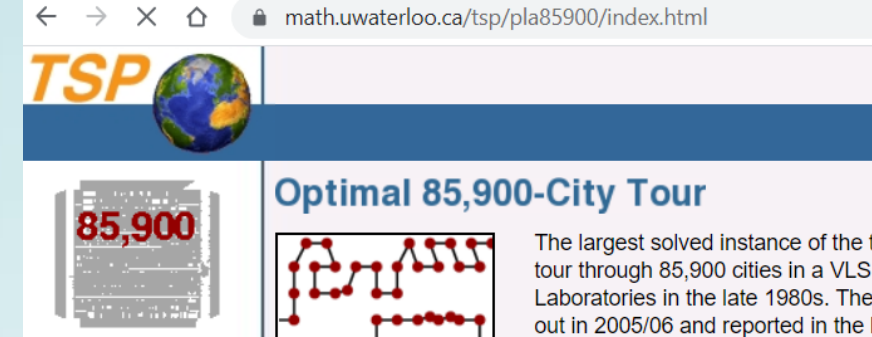 math.uwaterloo.ca/tsp/pla85900/index.html
TSP
85,900
Optimal 85,900-City Tour
The largest solved instance of the
tour through 85,900 cities in a VLS
Laboratories in the late 1980s. The
out in 2005/06 and reported in the